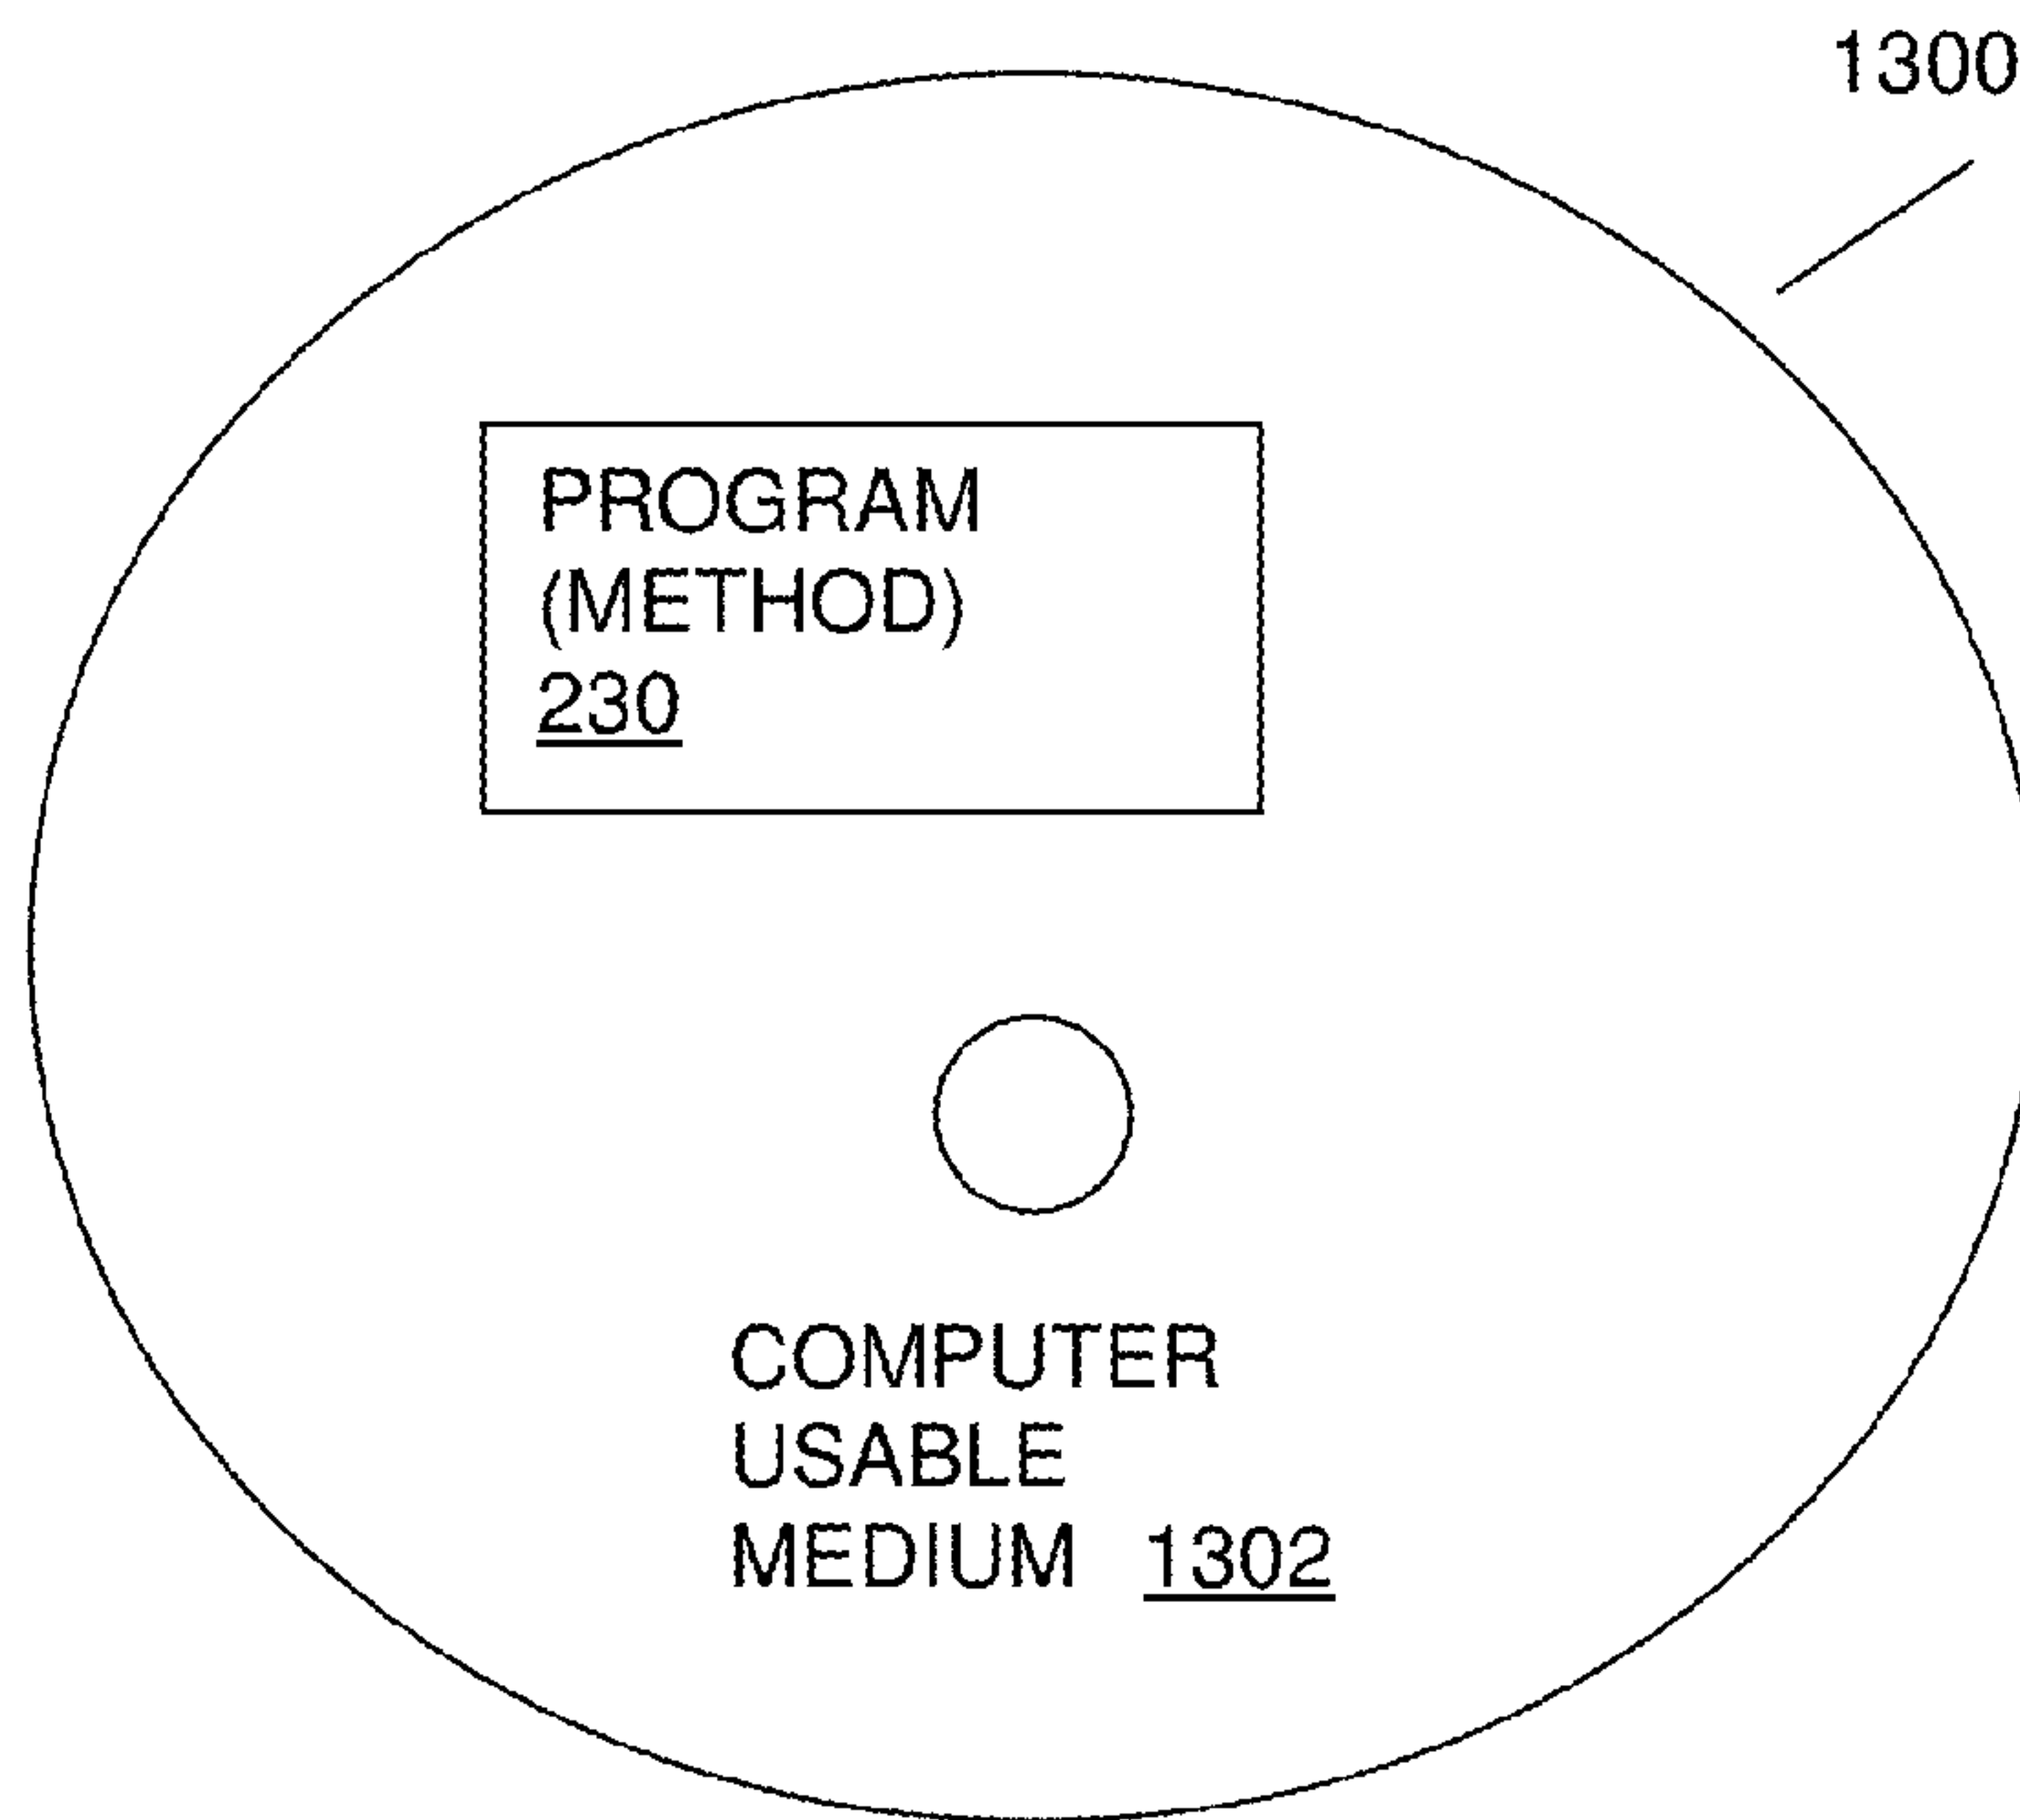 1300
PROGRAM
(METHOD)
230
COMPUTER
USABLE
MEDIUM 1302